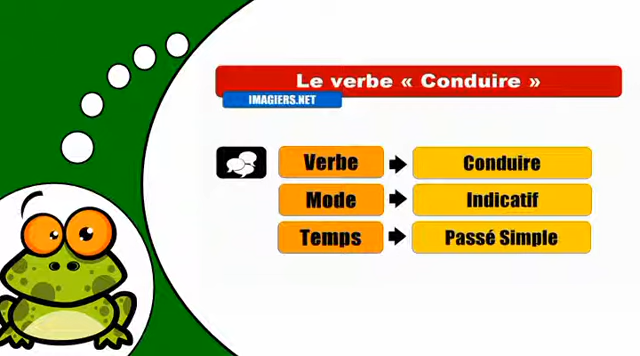 Le verbe « Conduire »
IMAGIERS.NET
Verbe Conduire
Mode Indicatif
Temps Passé Simple